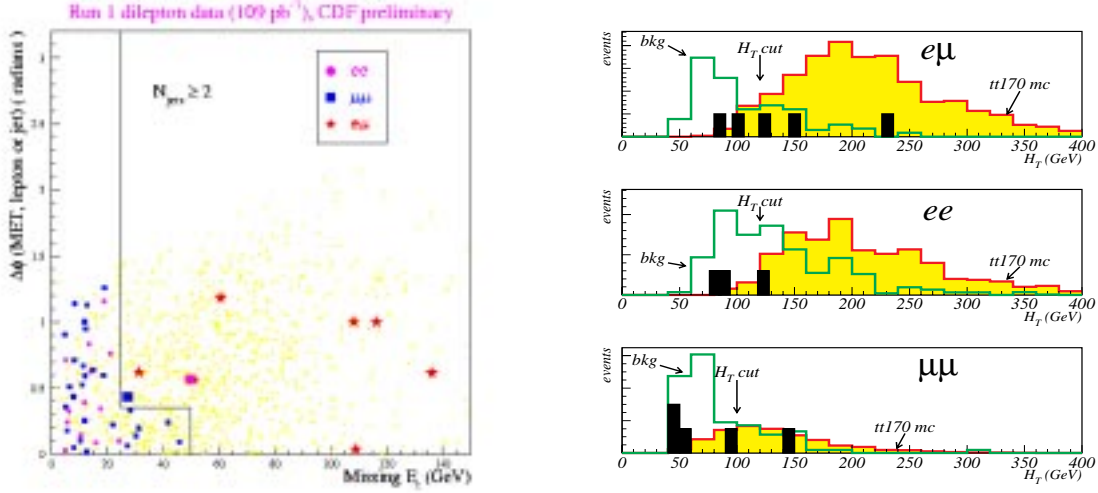 Run 1 dilepton data (109 pb⁻¹), CDF preliminary
Δφ (MET, lepton or jet) ( radians )
N_jets ≥ 2
ee
μμ
eμ
3
2.5
2
1.5
1
0.5
0
0 20 40 60 80 100 120 140
Missing E_t (GeV)
events
bkg
H_T cut
eμ
tt170 mc
0 50 100 150 200 250 300 350 400
H_T (GeV)
events
H_T cut
ee
bkg
tt170 mc
0 50 100 150 200 250 300 350 400
H_T (GeV)
events
bkg
H_T cut
μμ
tt170 mc
0 50 100 150 200 250 300 350 400
H_T (GeV)